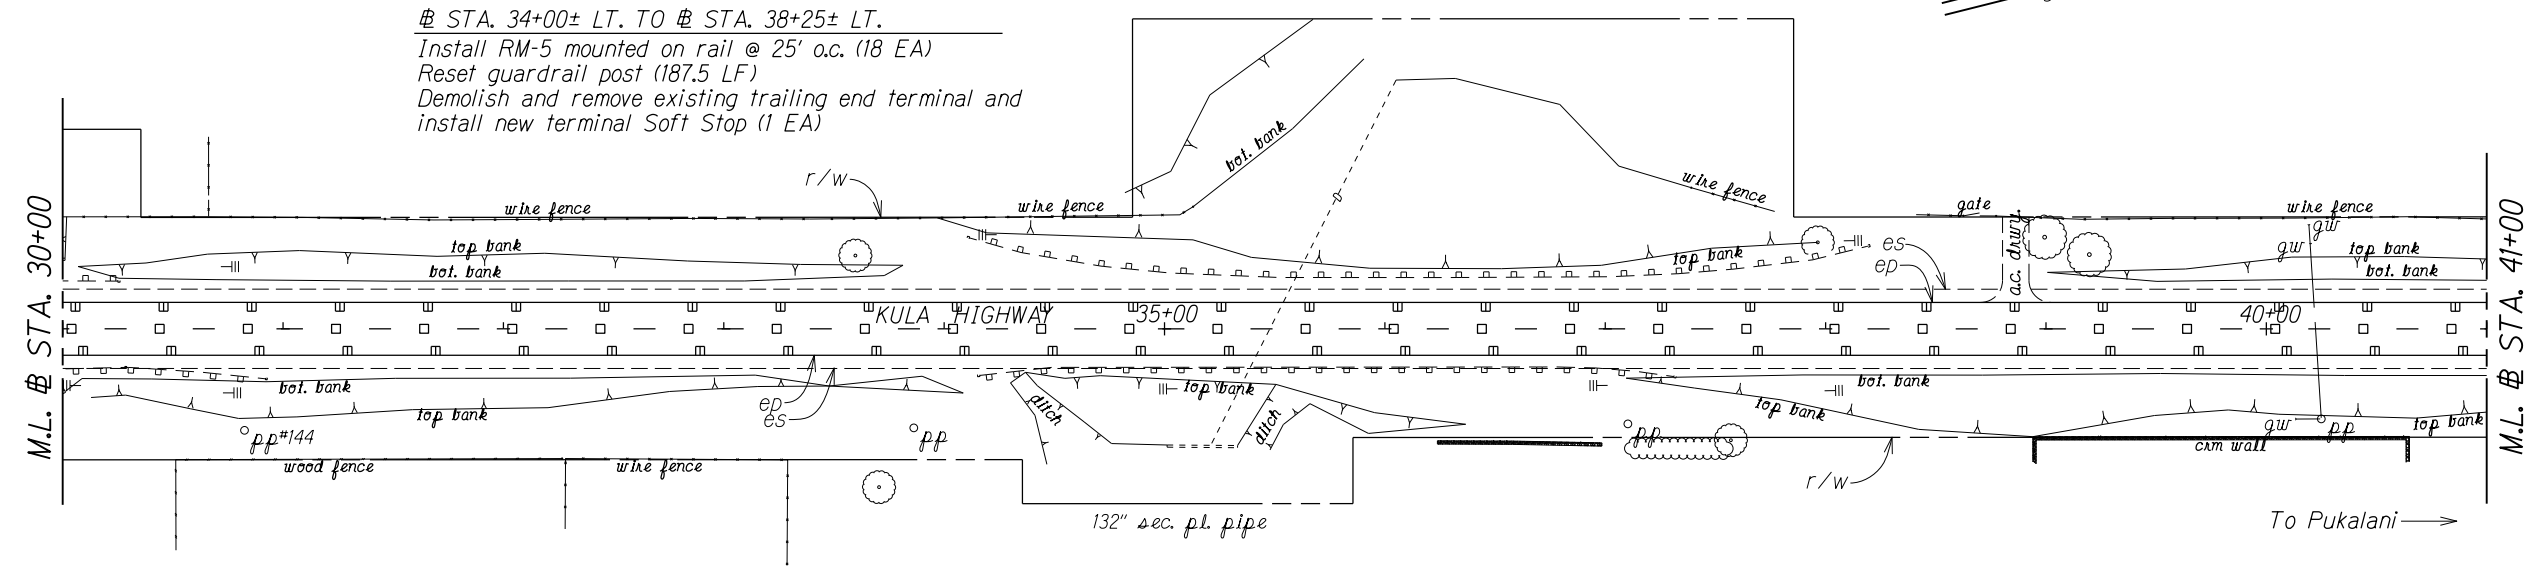 ℄ STA. 34+00± LT. TO ℄ STA. 38+25± LT.
Install RM-5 mounted on rail @ 25' o.c. (18 EA)
Reset guardrail post (187.5 LF)
Demolish and remove existing trailing end terminal and
install new terminal Soft Stop (1 EA)
bot. bank
r/w
wire fence
wire fence
wire fence
gate
wire fence
gw
top bank
bot. bank
top bank
es
ep
a.c. drwy.
gw
top bank
bot. bank
M.L. ℄ STA. 30+00
KULA HIGHWAY
35+00
40+00
M.L. ℄ STA. 41+00
bot. bank
top bank
ep
es
pp#144
pp
ditch
top bank
ditch
bot. bank
top bank
pp
gw
pp
top bank
wood fence
wire fence
crm wall
r/w
132" sec. pl. pipe
To Pukalani